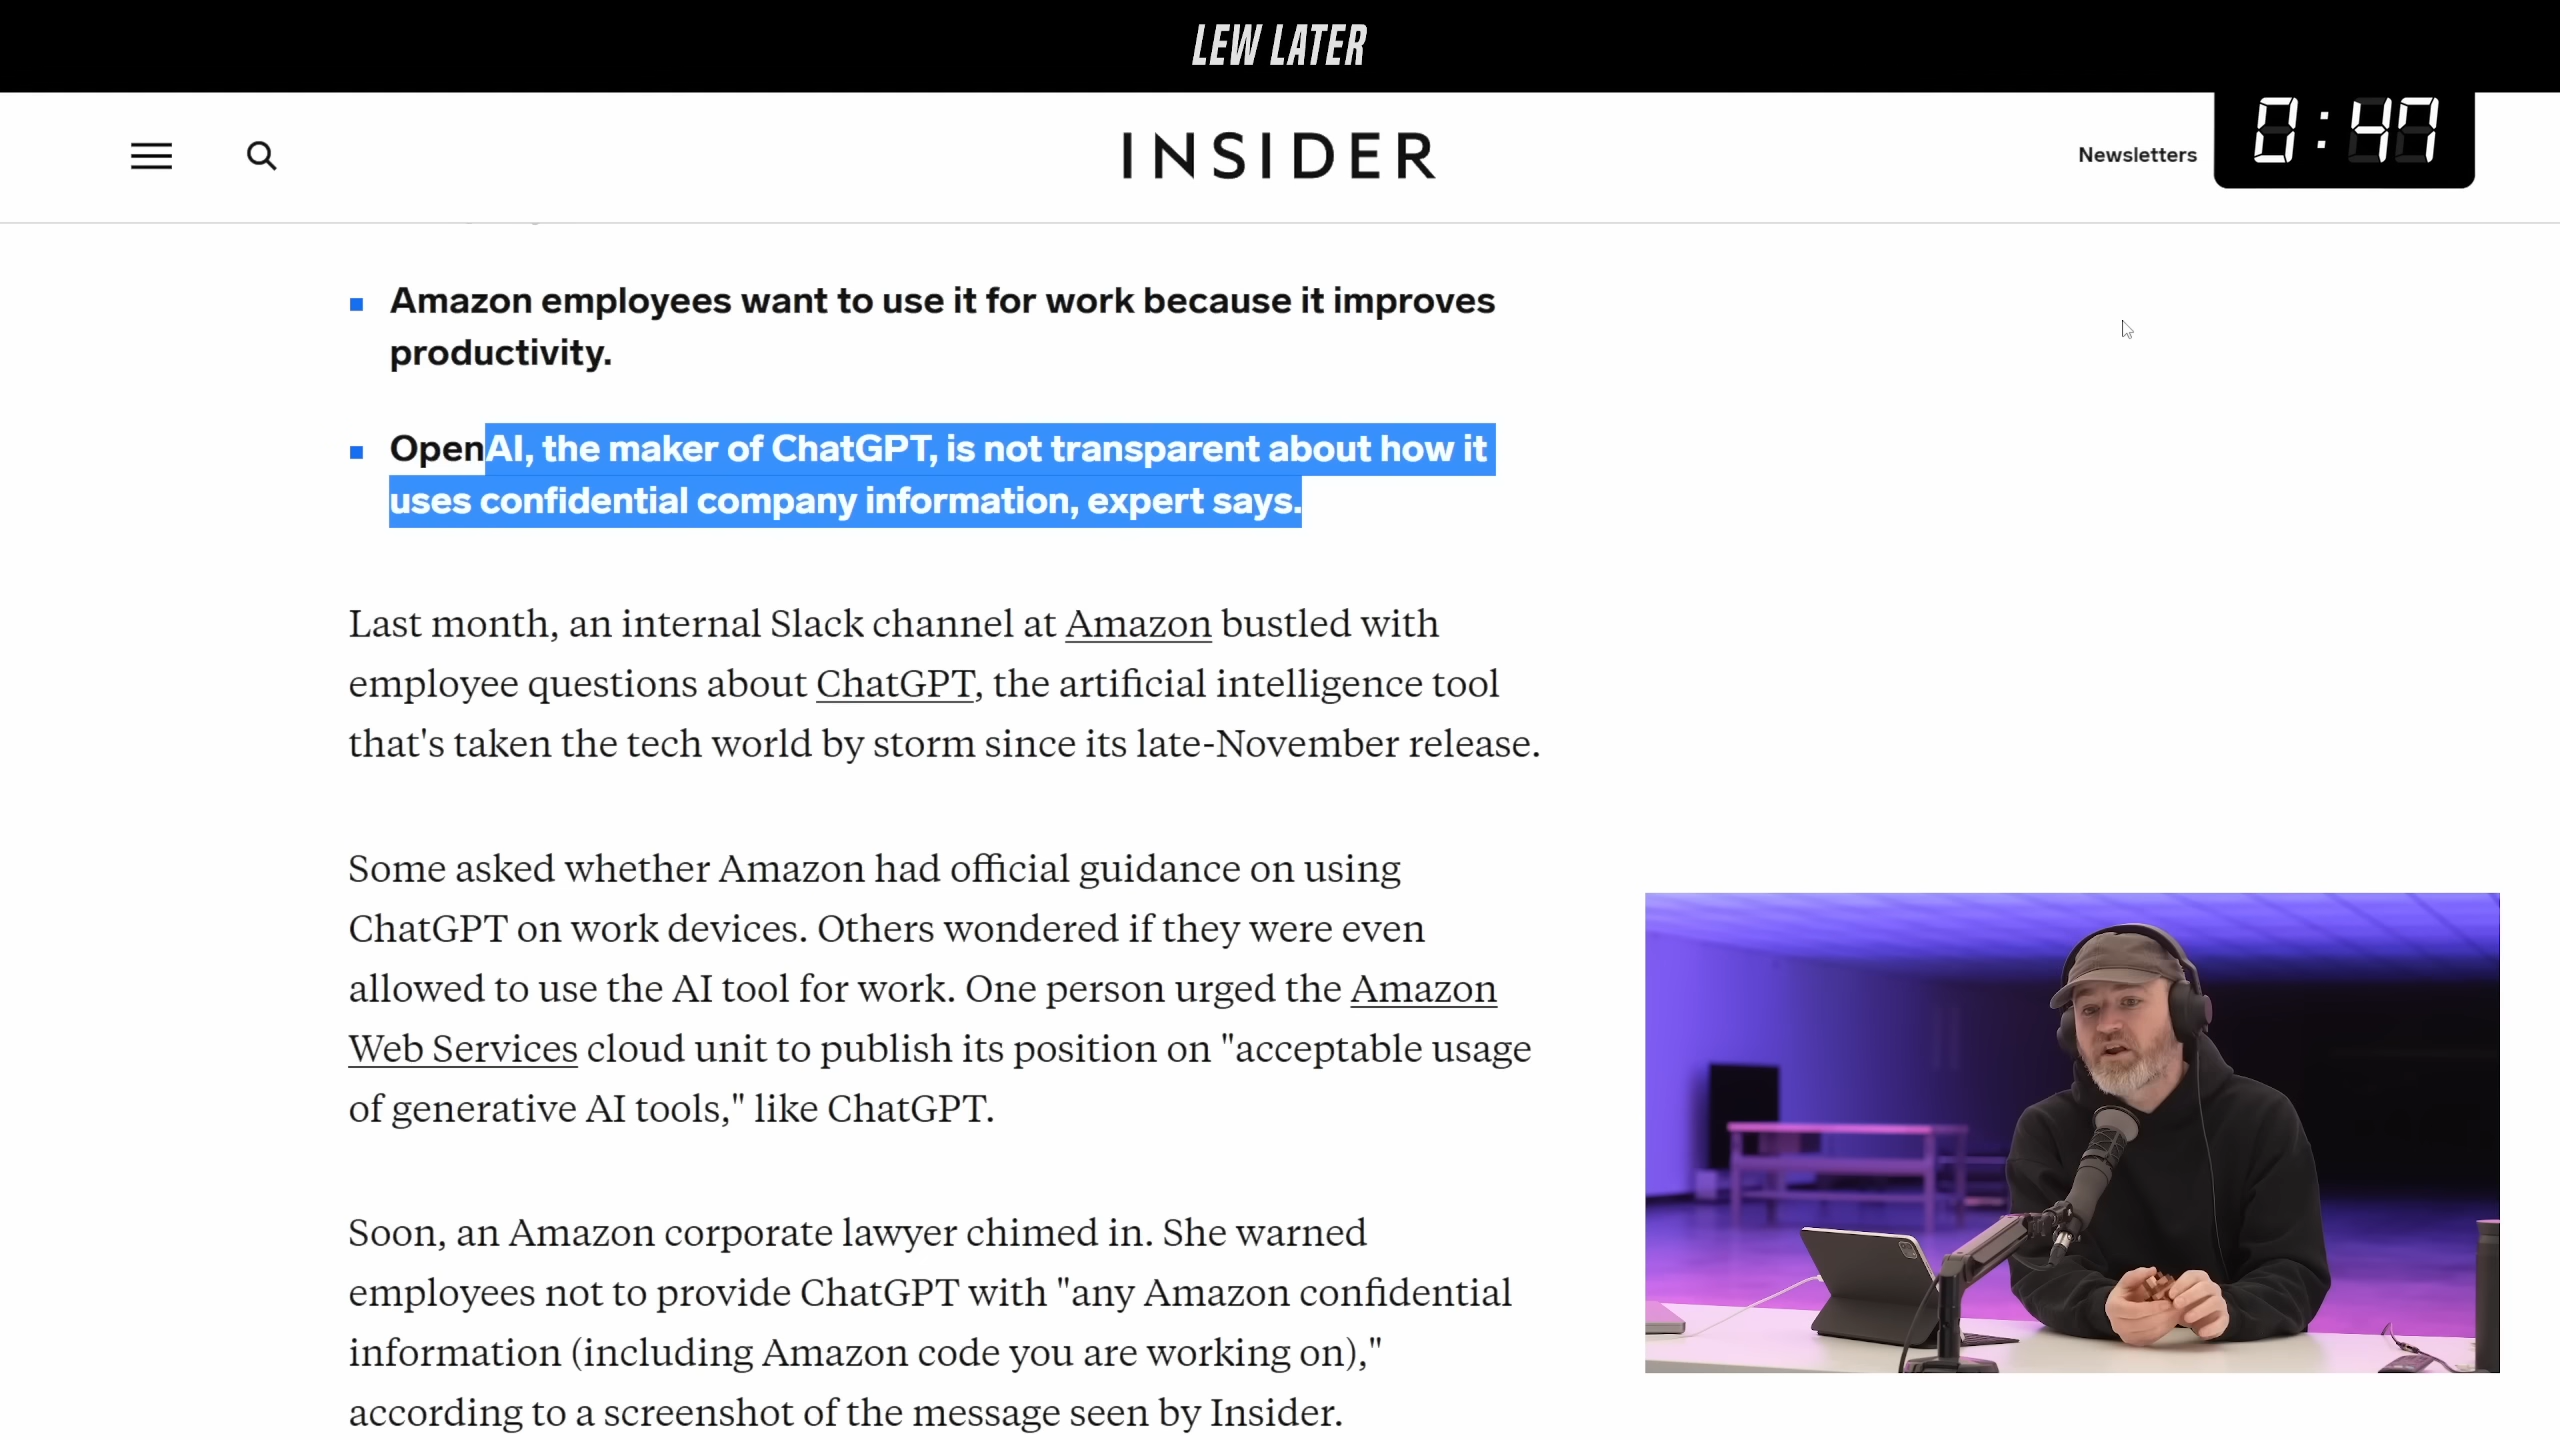 LEW LATER
INSIDER
Newsletters
0:47
Amazon employees want to use it for work because it improves
productivity.
OpenAI, the maker of ChatGPT, is not transparent about how it
uses confidential company information, expert says.
Last month, an internal Slack channel at Amazon bustled with
employee questions about ChatGPT, the artificial intelligence tool
that's taken the tech world by storm since its late-November release.
Some asked whether Amazon had official guidance on using
ChatGPT on work devices. Others wondered if they were even
allowed to use the AI tool for work. One person urged the Amazon
Web Services cloud unit to publish its position on "acceptable usage
of generative AI tools," like ChatGPT.
Soon, an Amazon corporate lawyer chimed in. She warned
employees not to provide ChatGPT with "any Amazon confidential
information (including Amazon code you are working on),"
according to a screenshot of the message seen by Insider.